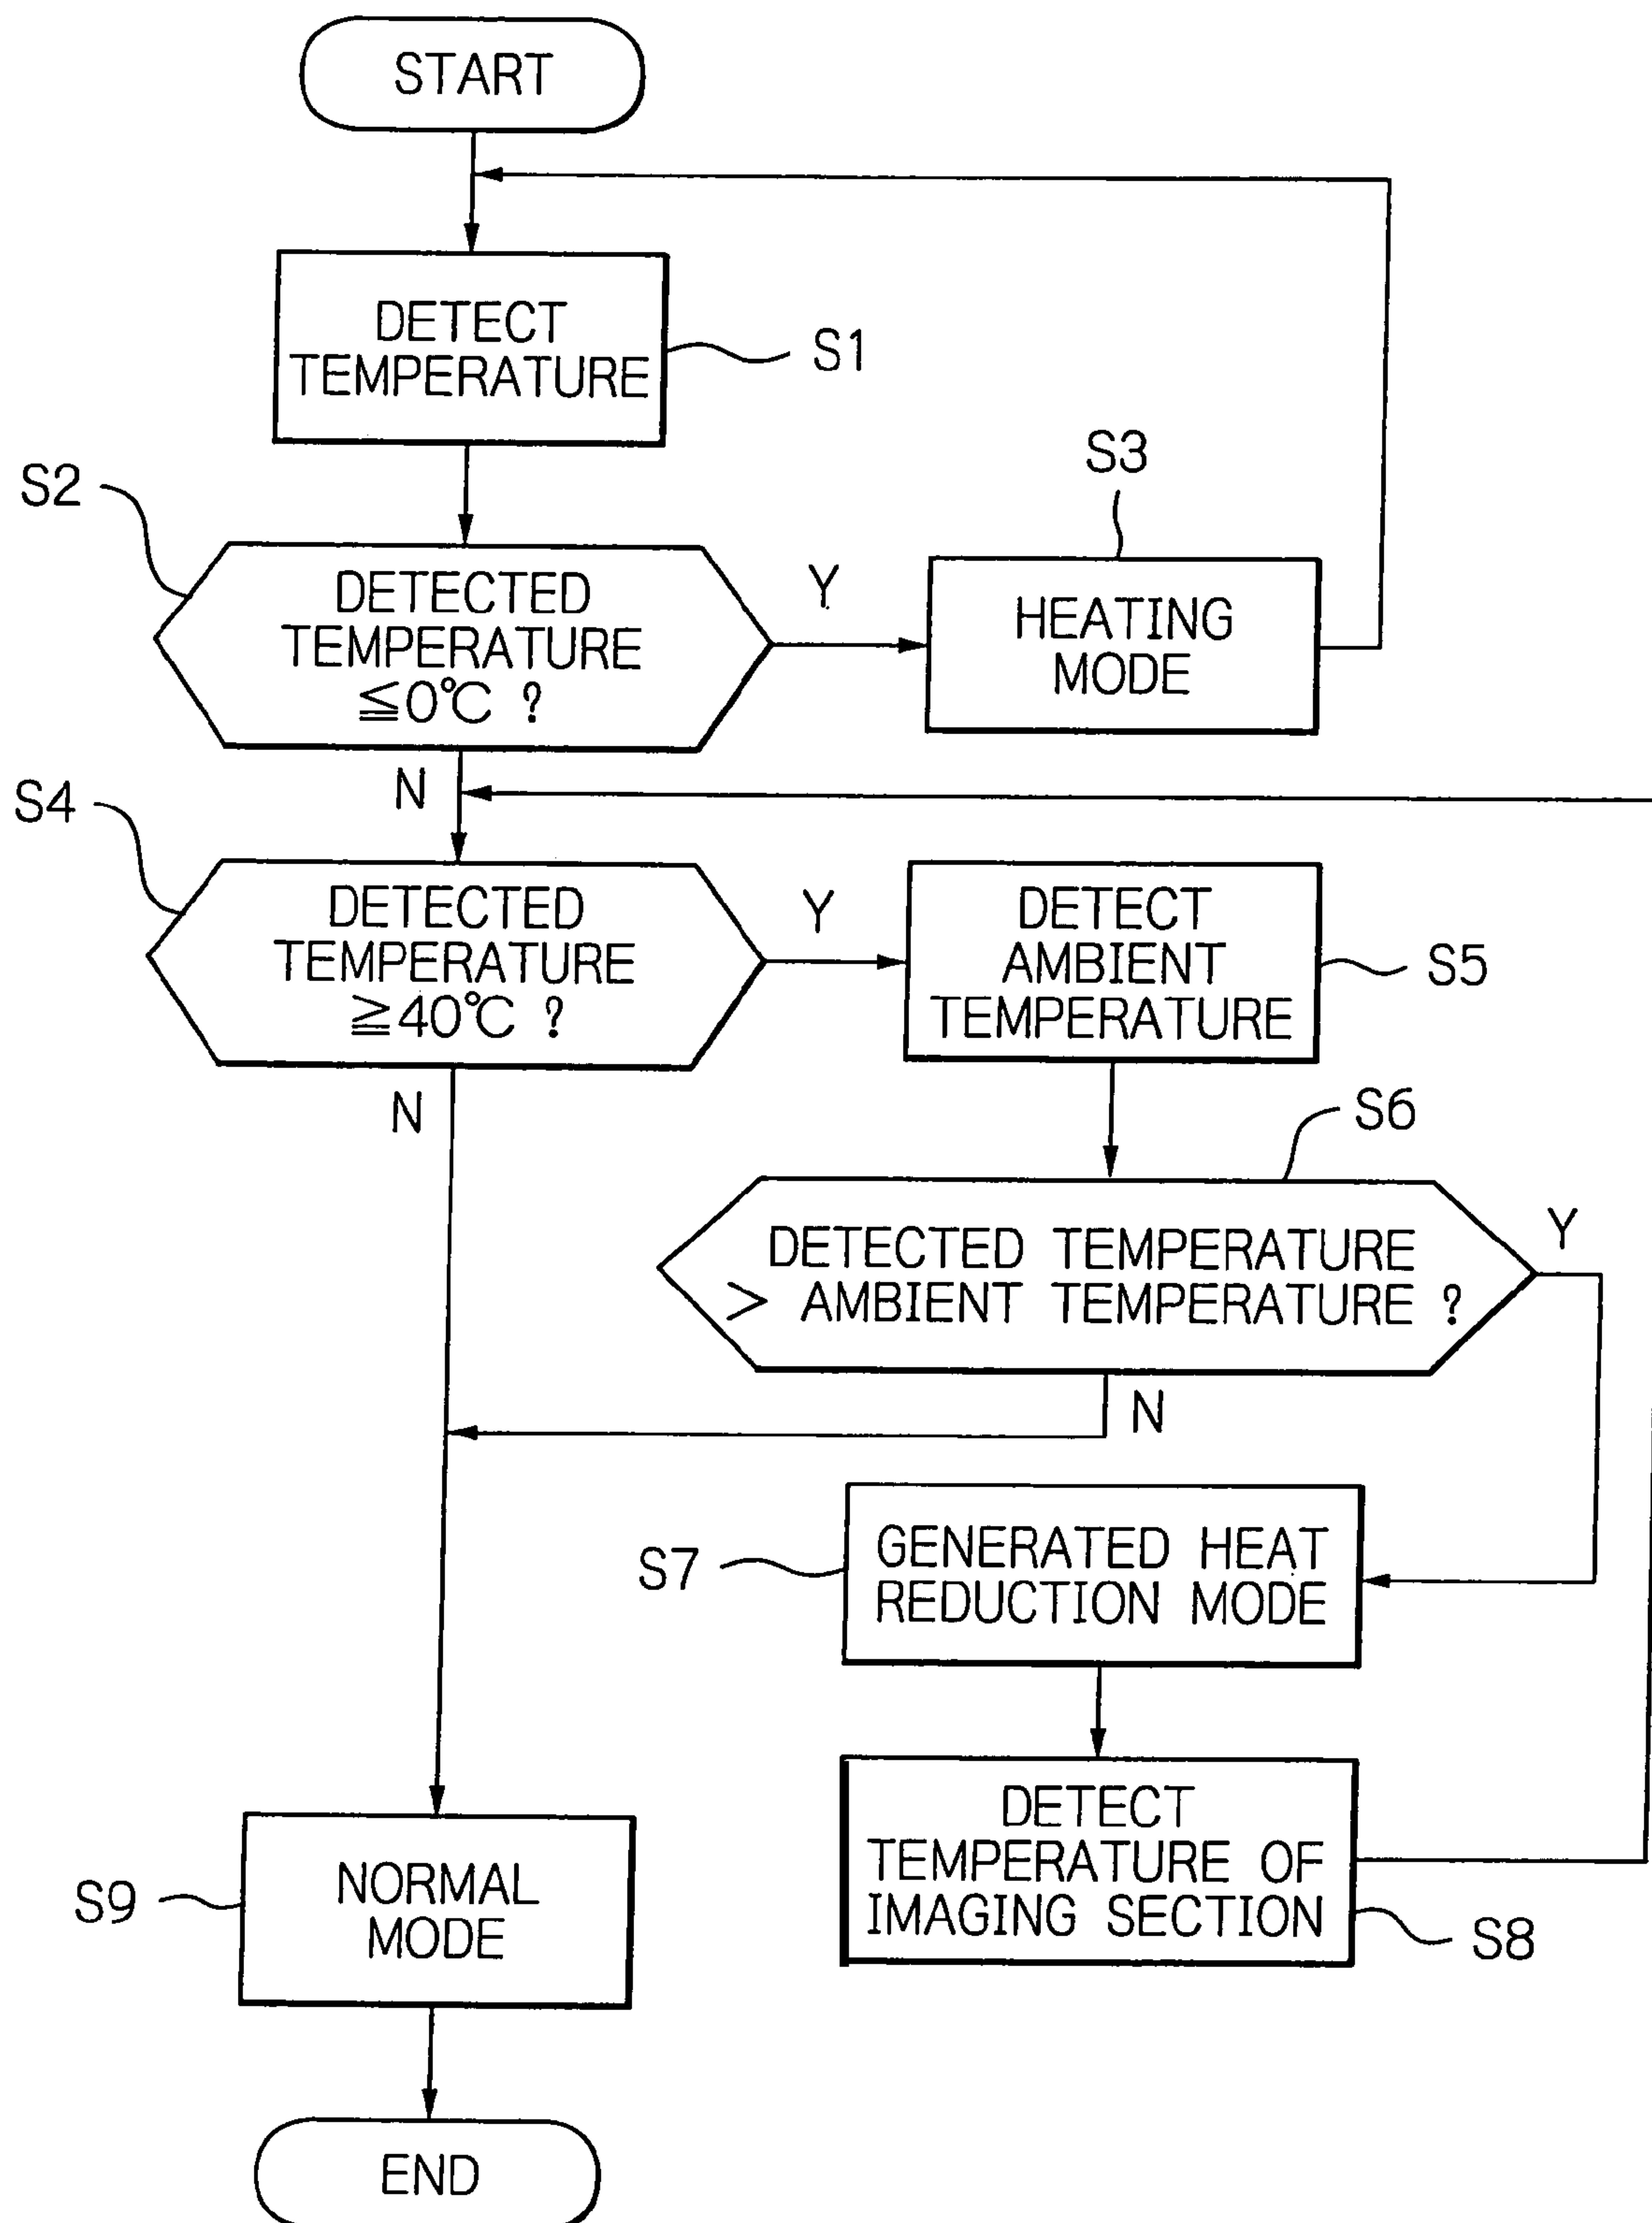 START
DETECT
TEMPERATURE
S1
S2
DETECTED
TEMPERATURE
≦0℃ ?
Y
N
S3
HEATING
MODE
S4
DETECTED
TEMPERATURE
≧40℃ ?
Y
N
DETECT
AMBIENT
TEMPERATURE
S5
S6
DETECTED TEMPERATURE
> AMBIENT TEMPERATURE ?
Y
N
S7
GENERATED HEAT
REDUCTION MODE
DETECT
TEMPERATURE OF
IMAGING SECTION
S8
S9
NORMAL
MODE
END